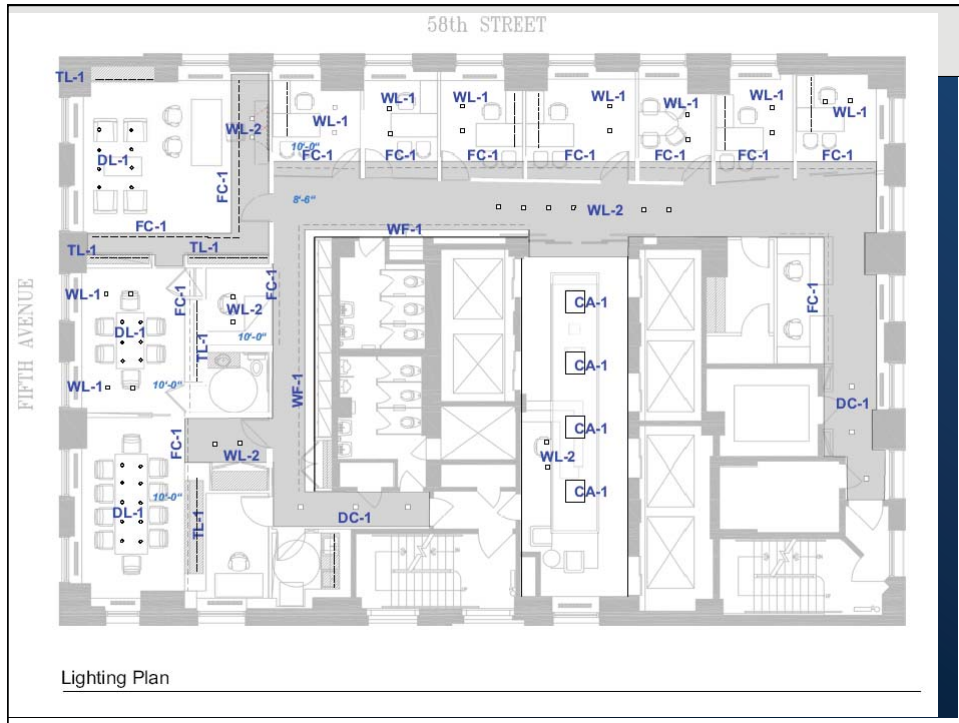 58th STREET
TL-1
WL-1 WL-1 WL-1 WL-1 WL-1 WL-1 WL-1
WL-2
10'-0"
DL-1
FC-1 FC-1 FC-1 FC-1 FC-1 FC-1 FC-1
FC-1
8'-6"
WL-2
FC-1
WF-1
TL-1 TL-1
FIFTH AVENUE
WL-1
FC-1
FC-1
WL-2
FC-1
CA-1
DL-1
10'-0"
TL-1
CA-1
WL-1
10'-0"
WF-1
DC-1
FC-1
CA-1
WL-2
WL-2
10'-0"
DL-1
TL-1
CA-1
DC-1
Lighting Plan